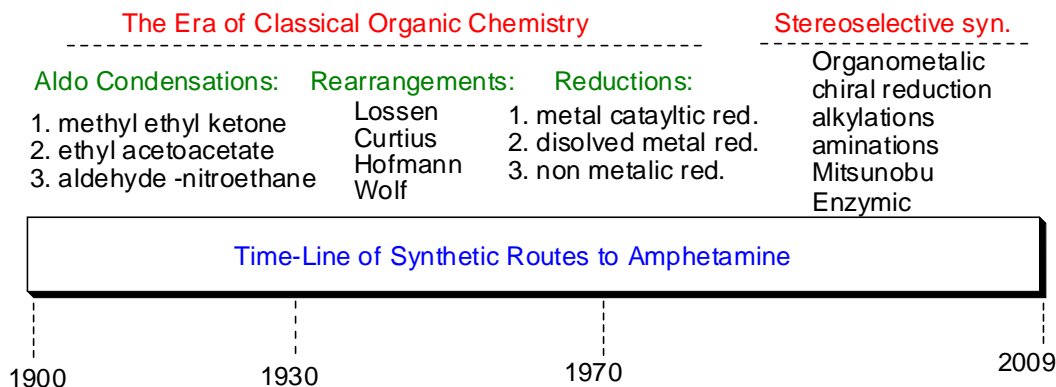 The Era of Classical Organic Chemistry
Stereoselective syn.
Aldo Condensations:
1. methyl ethyl ketone
2. ethyl acetoacetate
3. aldehyde -nitroethane
Rearrangements:
Lossen
Curtius
Hofmann
Wolf
Reductions:
1. metal catayltic red.
2. disolved metal red.
3. non metalic red.
Organometalic
chiral reduction
alkylations
aminations
Mitsunobu
Enzymic
Time-Line of Synthetic Routes to Amphetamine
1900
1930
1970
2009